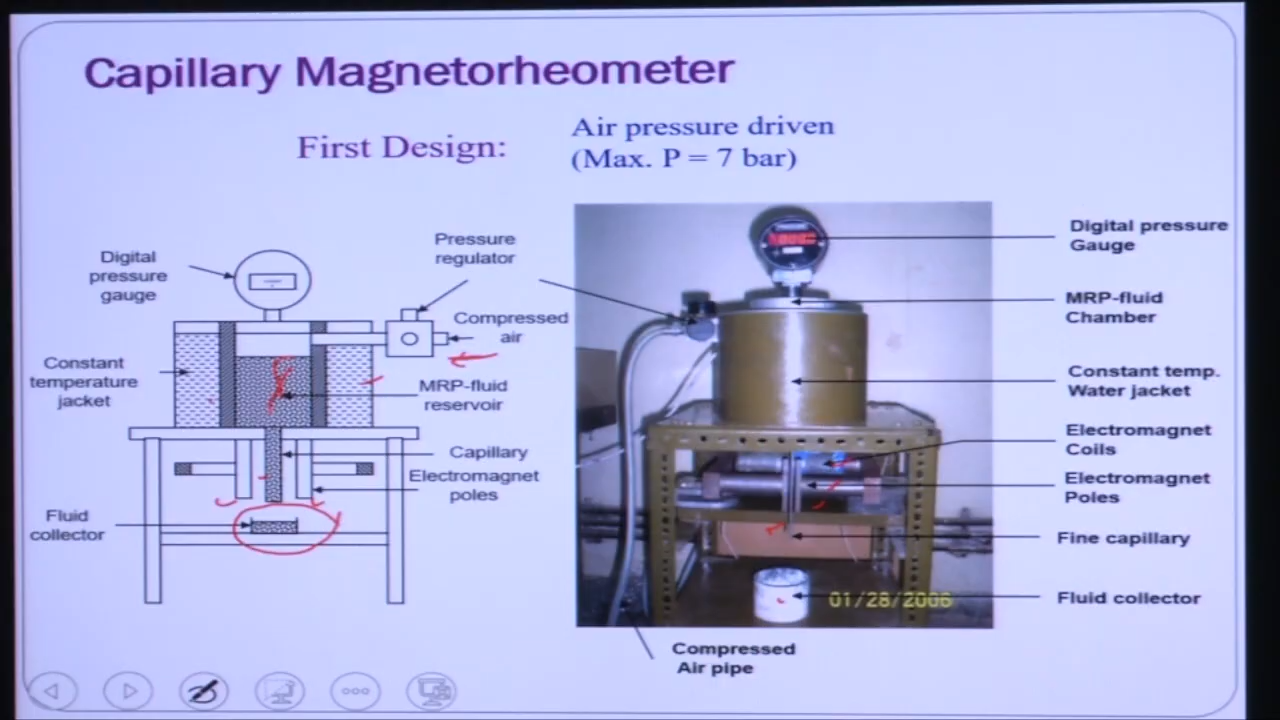 Capillary Magnetorheometer
First Design:
Air pressure driven
(Max. P = 7 bar)
Digital
pressure
gauge
Pressure
regulator
Compressed
air
Constant
temperature
jacket
MRP-fluid
reservoir
Capillary
Electromagnet
poles
Fluid
collector
Digital pressure
Gauge
MRP-fluid
Chamber
Constant temp.
Water jacket
Electromagnet
Coils
Electromagnet
Poles
Fine capillary
Fluid collector
01/28/2006
Compressed
Air pipe